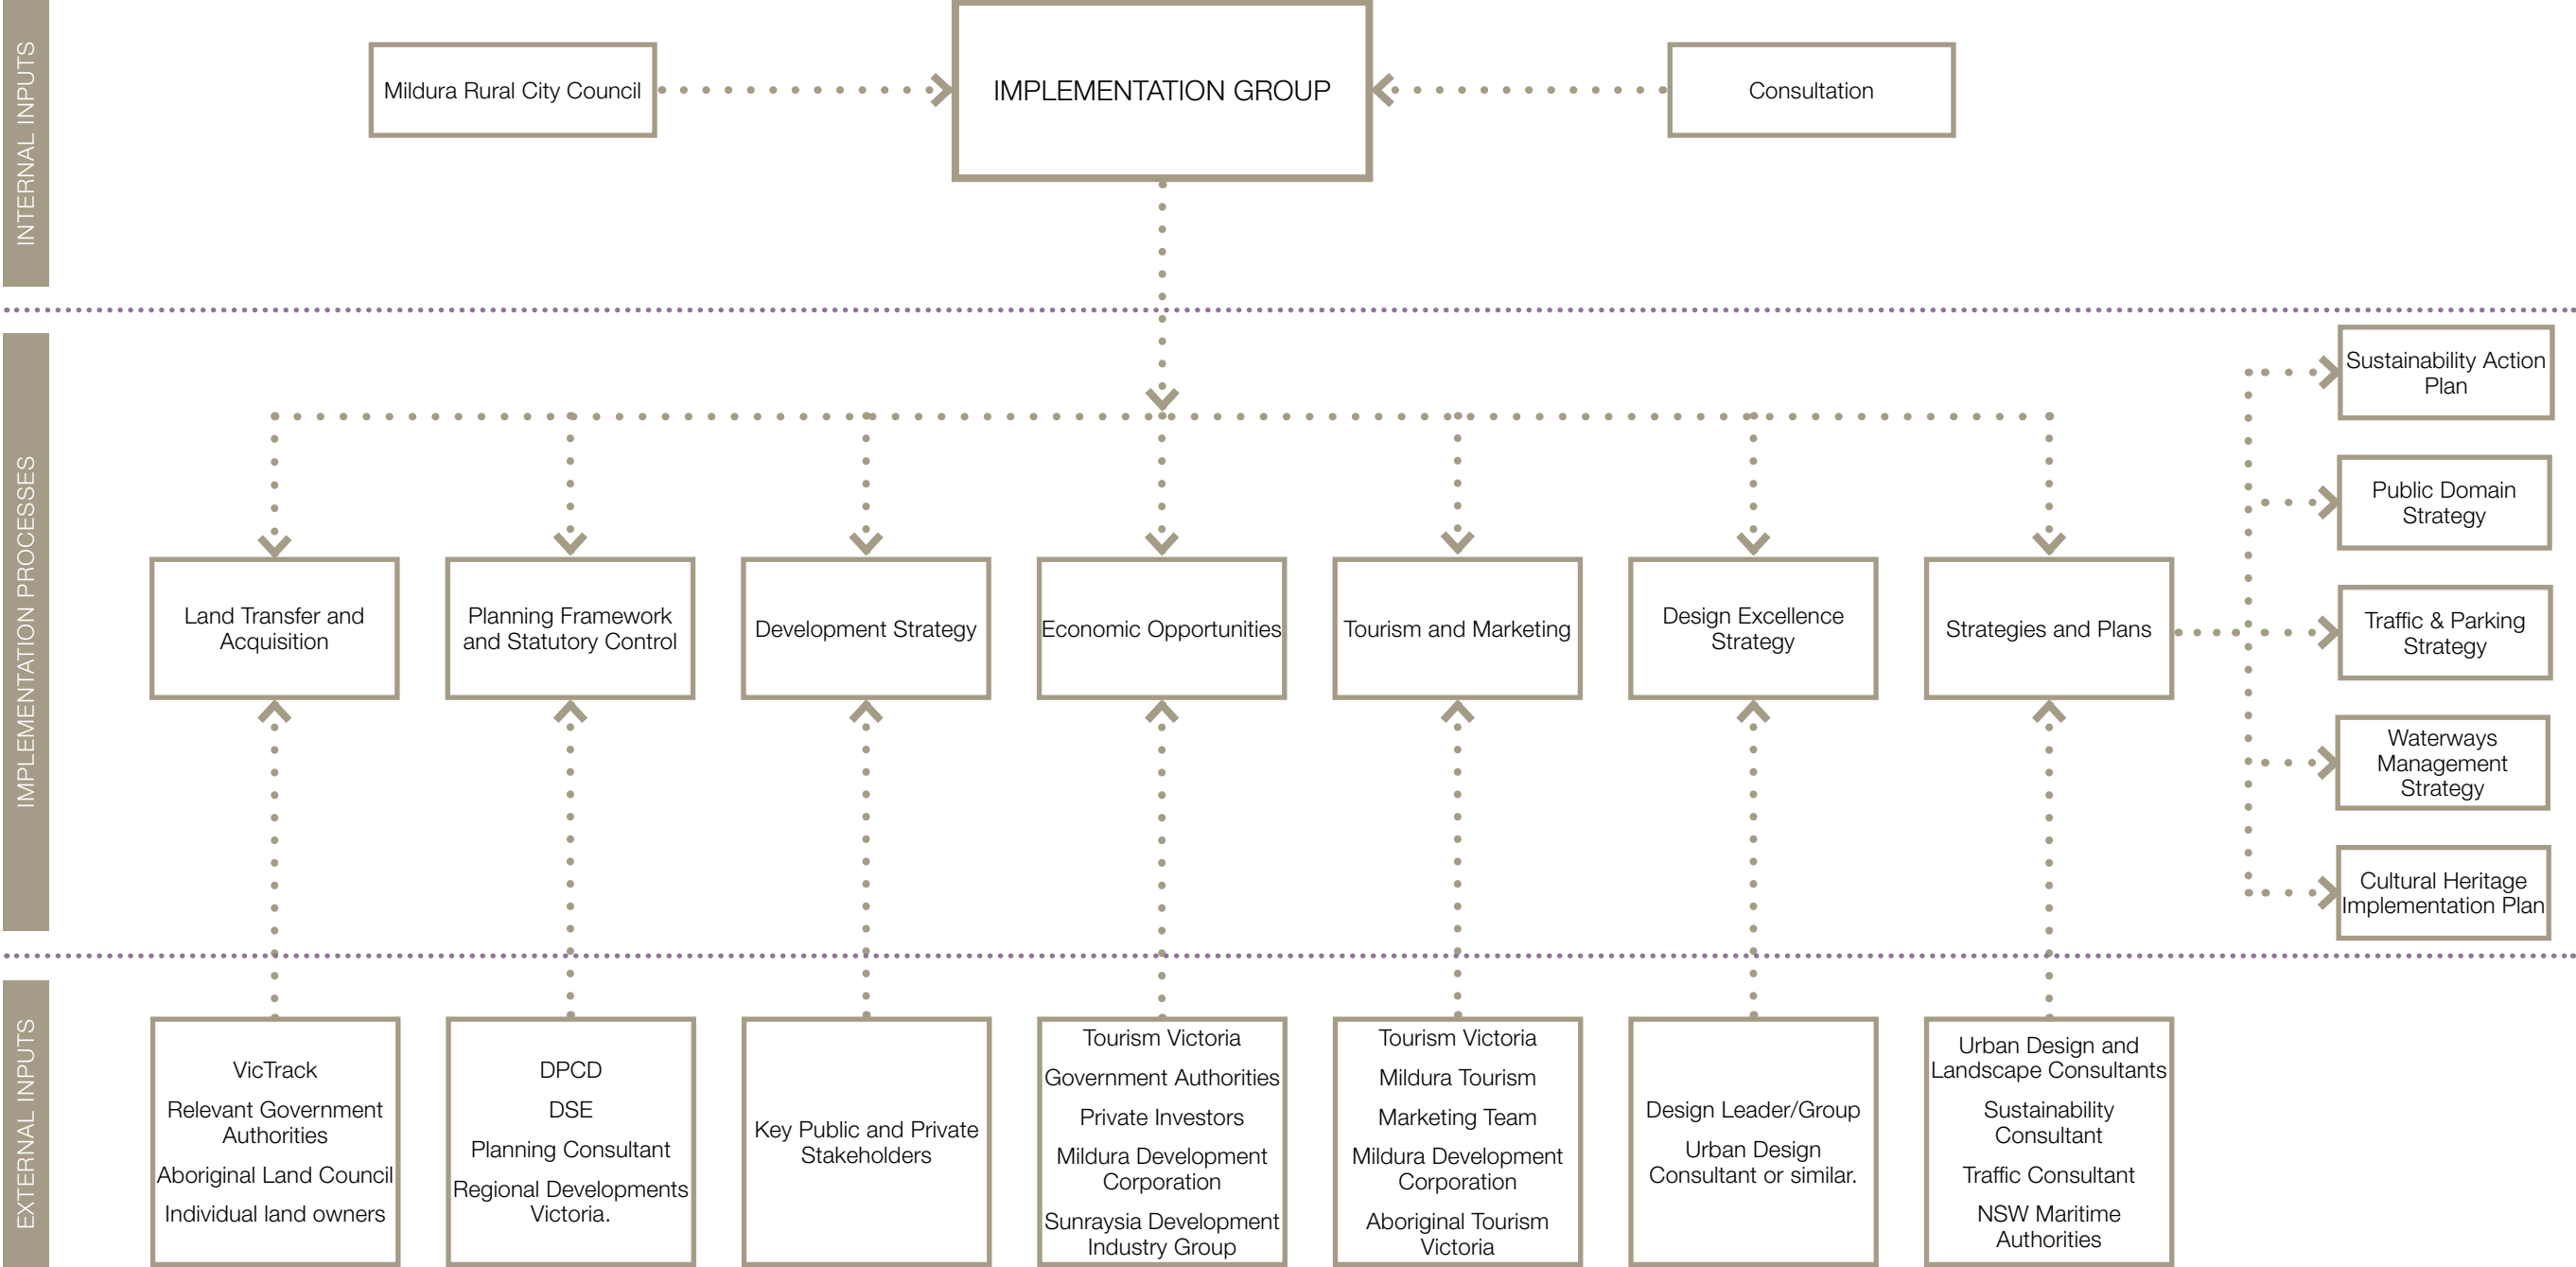 INTERNAL INPUTS
Mildura Rural City Council
IMPLEMENTATION GROUP
Consultation
IMPLEMENTATION PROCESSES
Land Transfer and
Acquisition
Planning Framework
and Statutory Control
Development Strategy
Economic Opportunities
Tourism and Marketing
Design Excellence
Strategy
Strategies and Plans
Sustainability Action
Plan
Public Domain
Strategy
Traffic & Parking
Strategy
Waterways
Management
Strategy
Cultural Heritage
Implementation Plan
EXTERNAL INPUTS
VicTrack
Relevant Government
Authorities
Aboriginal Land Council
Individual land owners
DPCD
DSE
Planning Consultant
Regional Developments
Victoria.
Key Public and Private
Stakeholders
Tourism Victoria
Government Authorities
Private Investors
Mildura Development
Corporation
Sunraysia Development
Industry Group
Tourism Victoria
Mildura Tourism
Marketing Team
Mildura Development
Corporation
Aboriginal Tourism
Victoria
Design Leader/Group
Urban Design
Consultant or similar.
Urban Design and
Landscape Consultants
Sustainability
Consultant
Traffic Consultant
NSW Maritime
Authorities